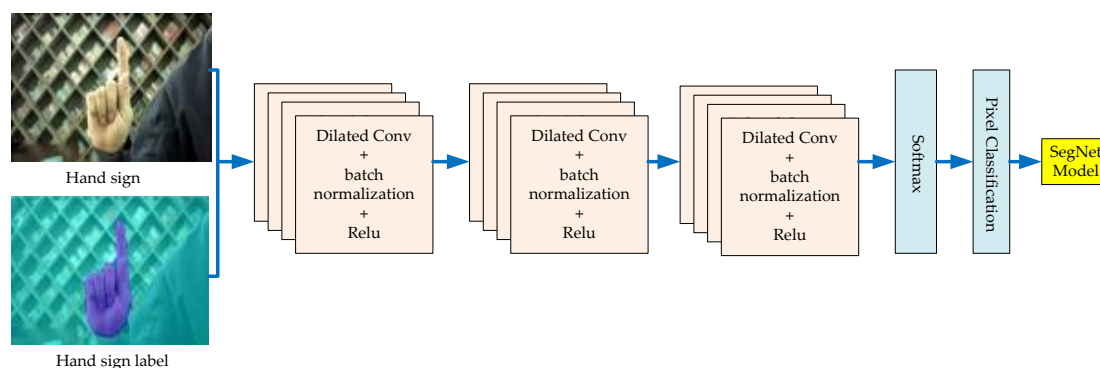 Hand sign
Hand sign label
Dilated Conv
+
batch
normalization
+
Relu
Dilated Conv
+
batch
normalization
+
Relu
Dilated Conv
+
batch
normalization
+
Relu
Softmax
Pixel Classification
SegNet
Model